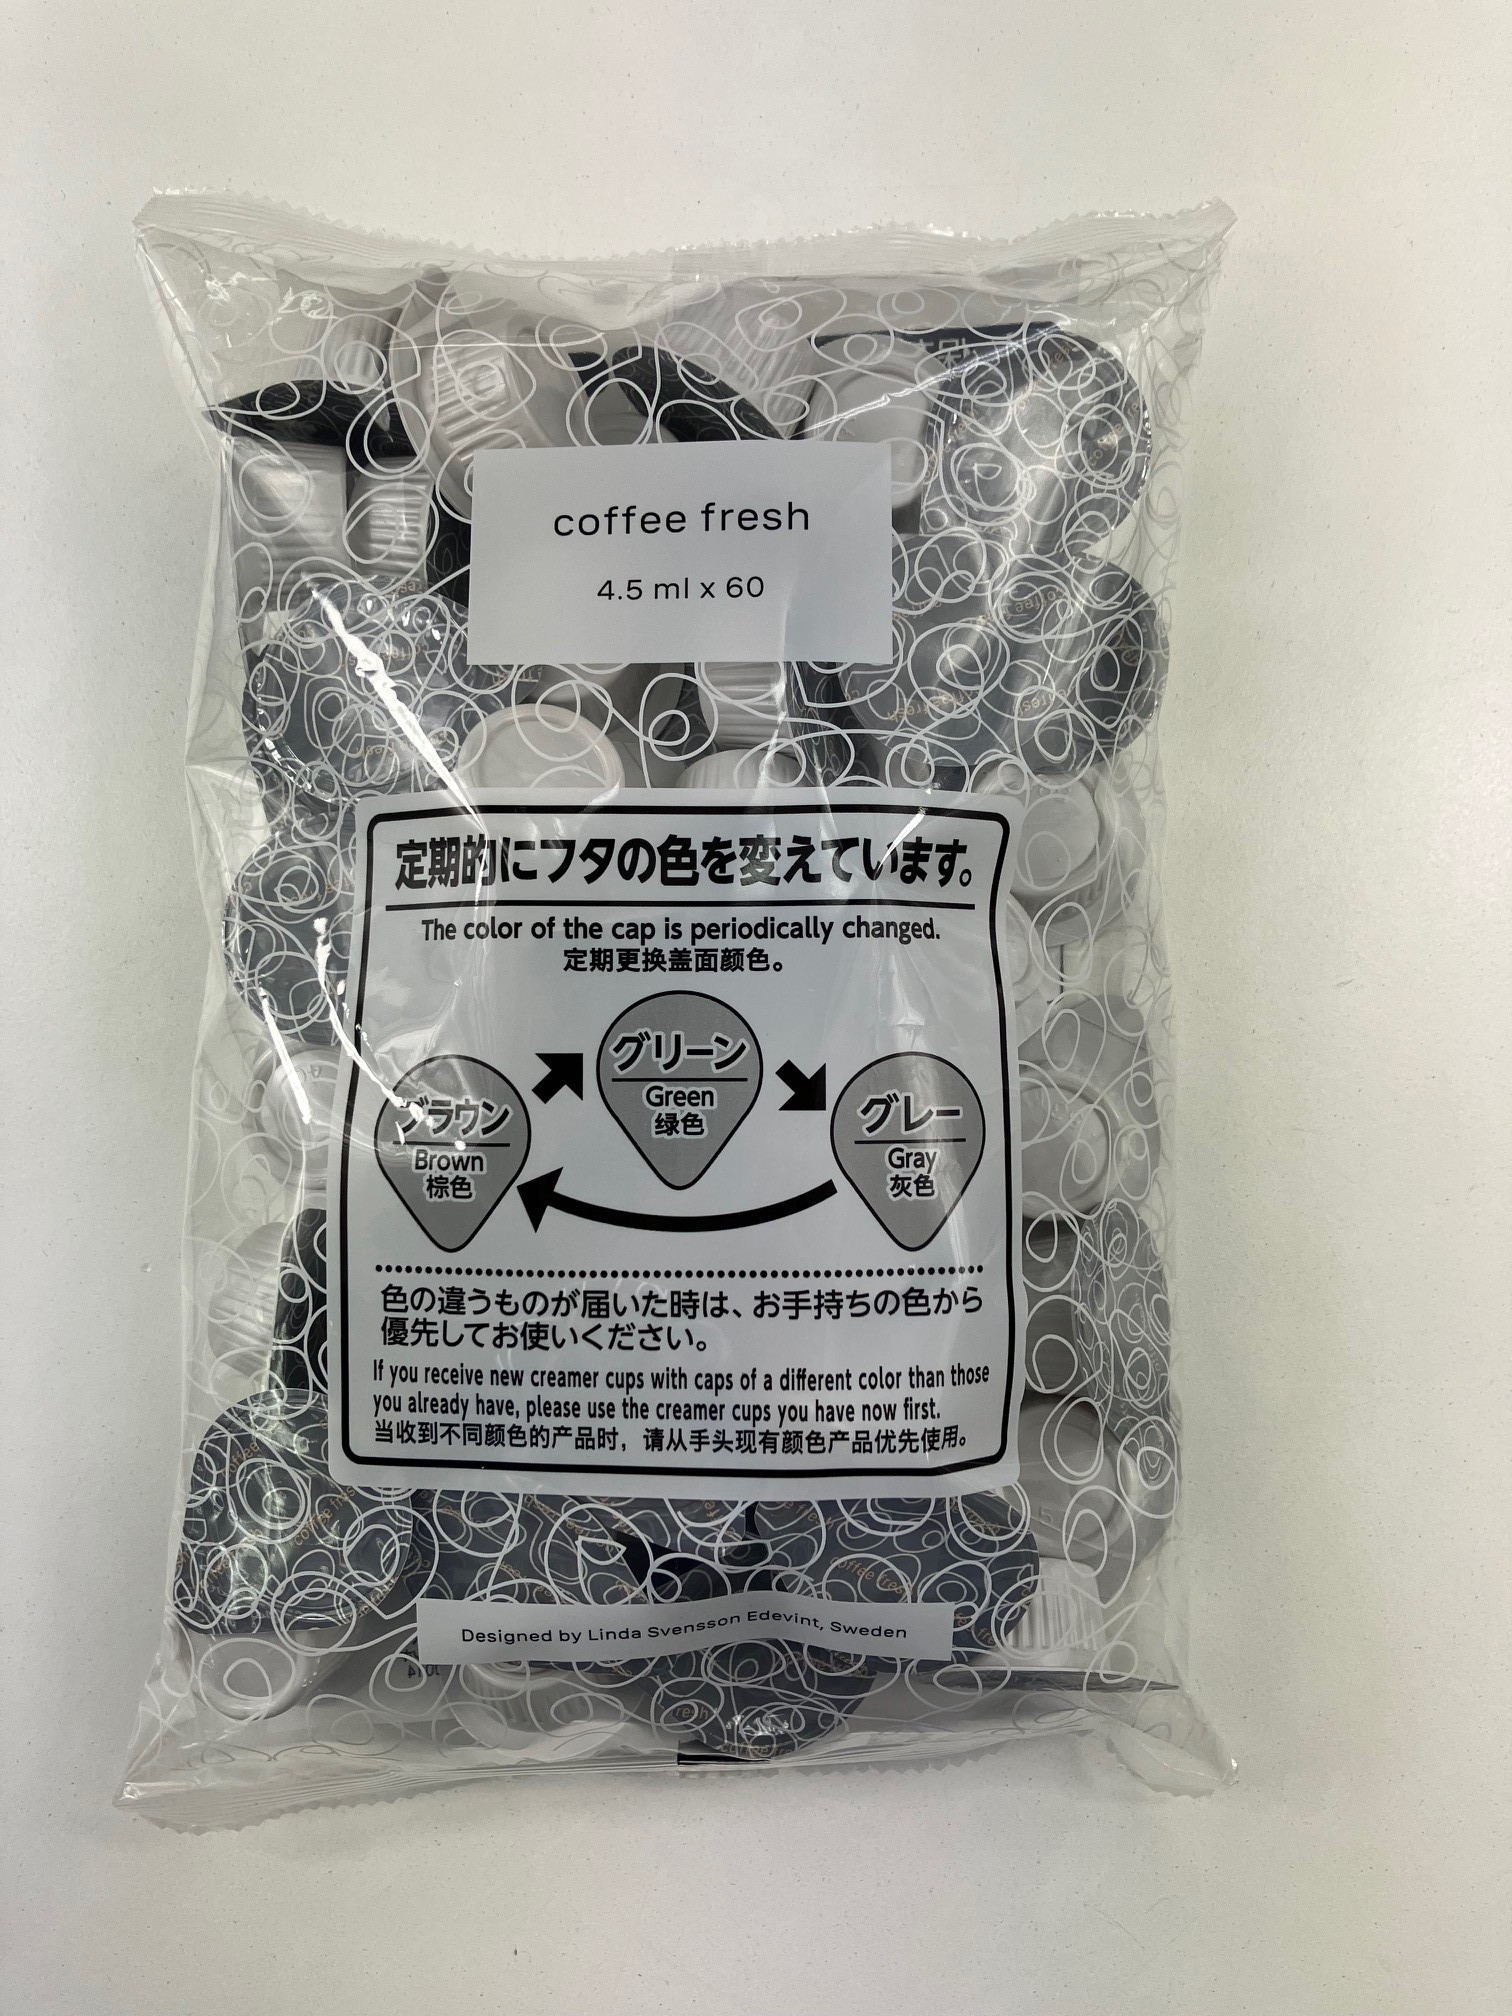 coffee fresh
4.5 ml x 60
定期的にフタの色を変えています。
The color of the cap is periodically changed.
定期更换盖面颜色。
グリーン
Green
绿色
ブラウン
Brown
棕色
グレー
Gray
灰色
色の違うものが届いた時は、お手持ちの色から
優先してお使いください。
If you receive new creamer cups with caps of a different color than those
you already have, please use the creamer cups you have now first.
当收到不同颜色的产品时，请从手头现有颜色产品优先使用。
coffee fresh
Designed by Linda Svensson Edevint, Sweden